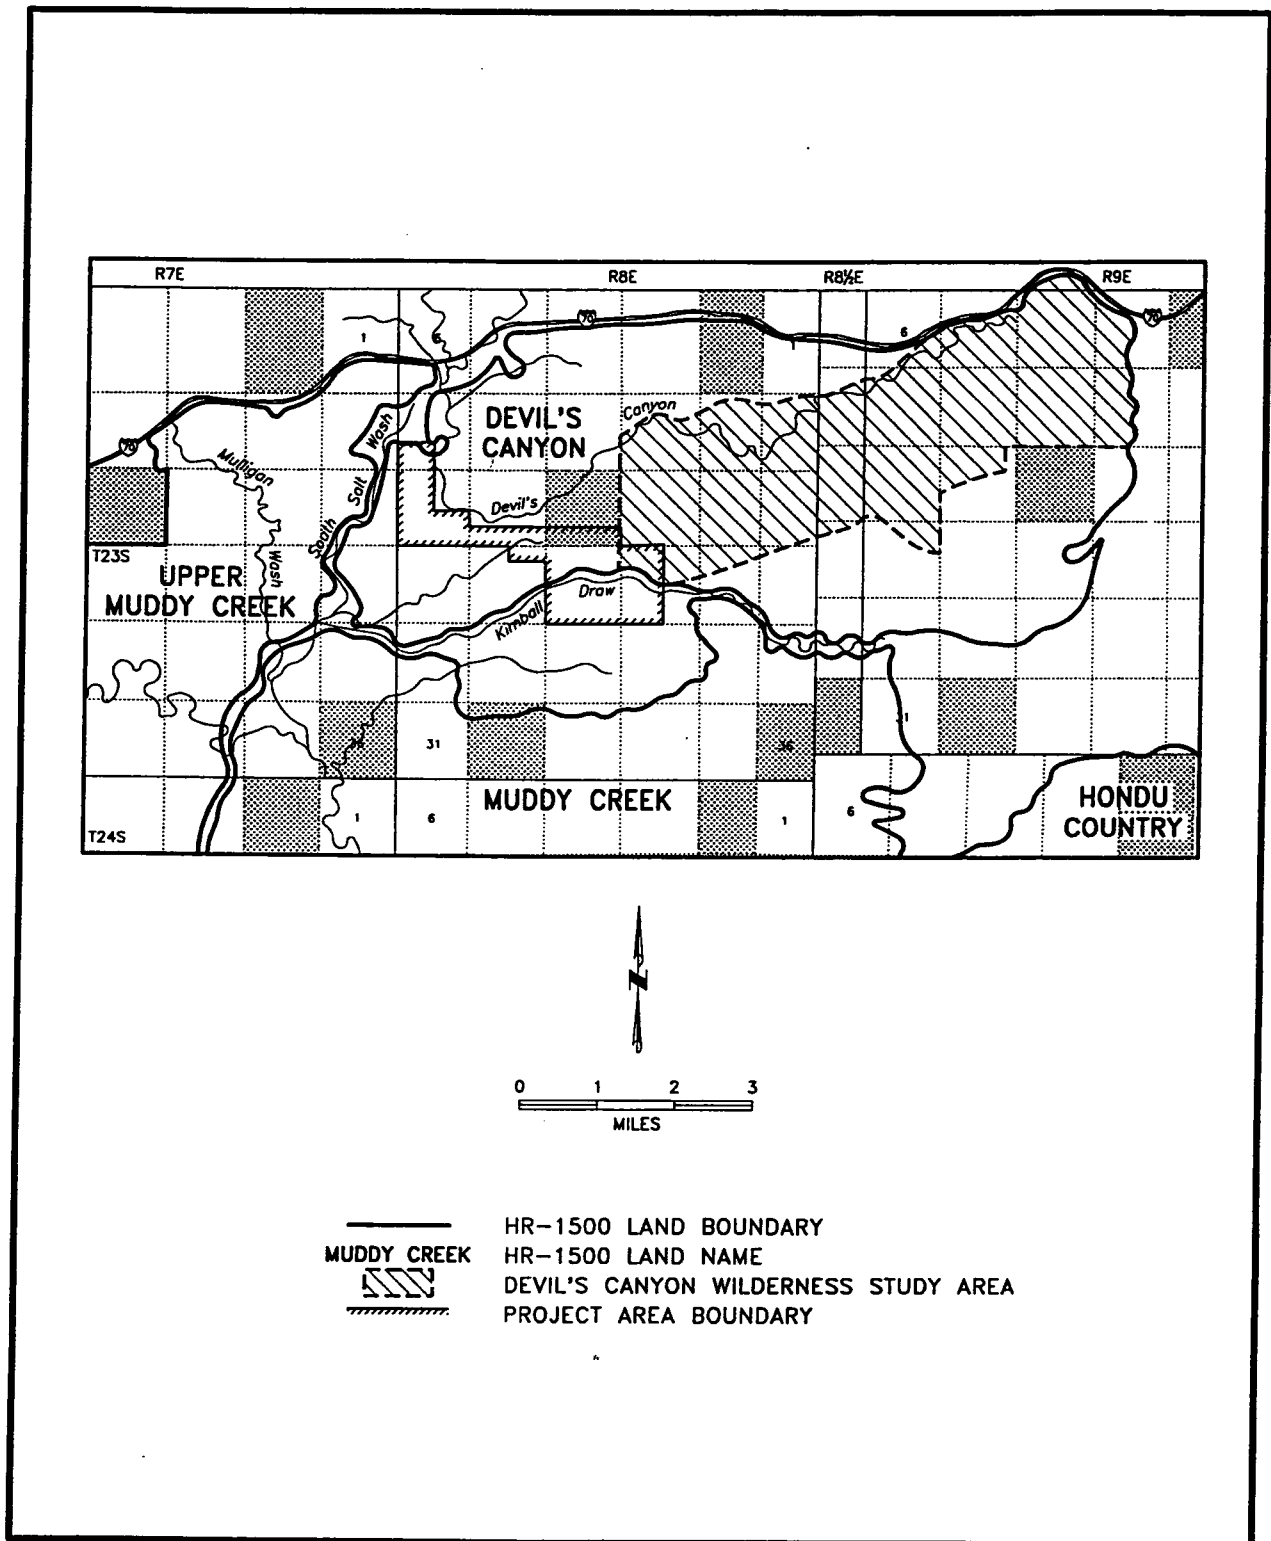 R7E R8E R8½E R9E
70
70
1 6 1 6
DEVIL'S
CANYON
Canyon
Wash
70
Mulligan
Salt
Devil's
South
T23S
Wash
UPPER
MUDDY CREEK
Draw
Kimball
31
36 31 36
MUDDY CREEK
HONDU
COUNTRY
1 6 1 6
T24S
N
0 1 2 3
MILES
HR-1500 LAND BOUNDARY
MUDDY CREEK HR-1500 LAND NAME
DEVIL'S CANYON WILDERNESS STUDY AREA
PROJECT AREA BOUNDARY